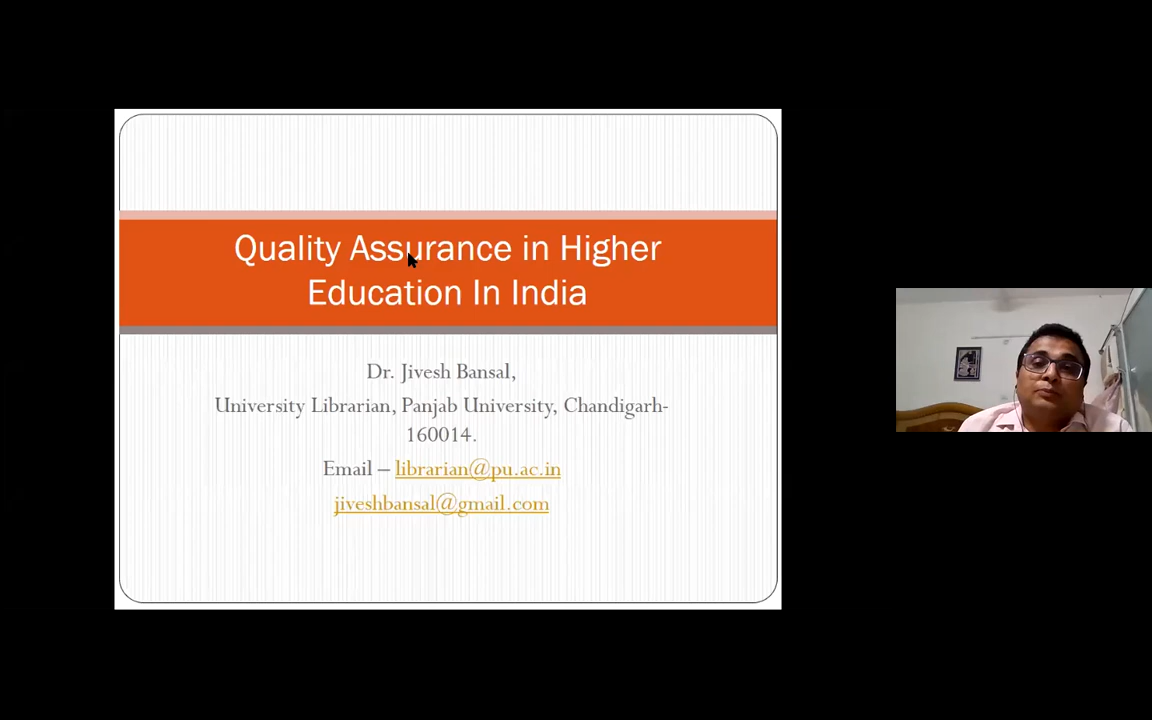 Quality Assurance in Higher
Education In India
Dr. Jivesh Bansal,
University Librarian, Panjab University, Chandigarh-
160014.
Email – librarian@pu.ac.in
jiveshbansal@gmail.com